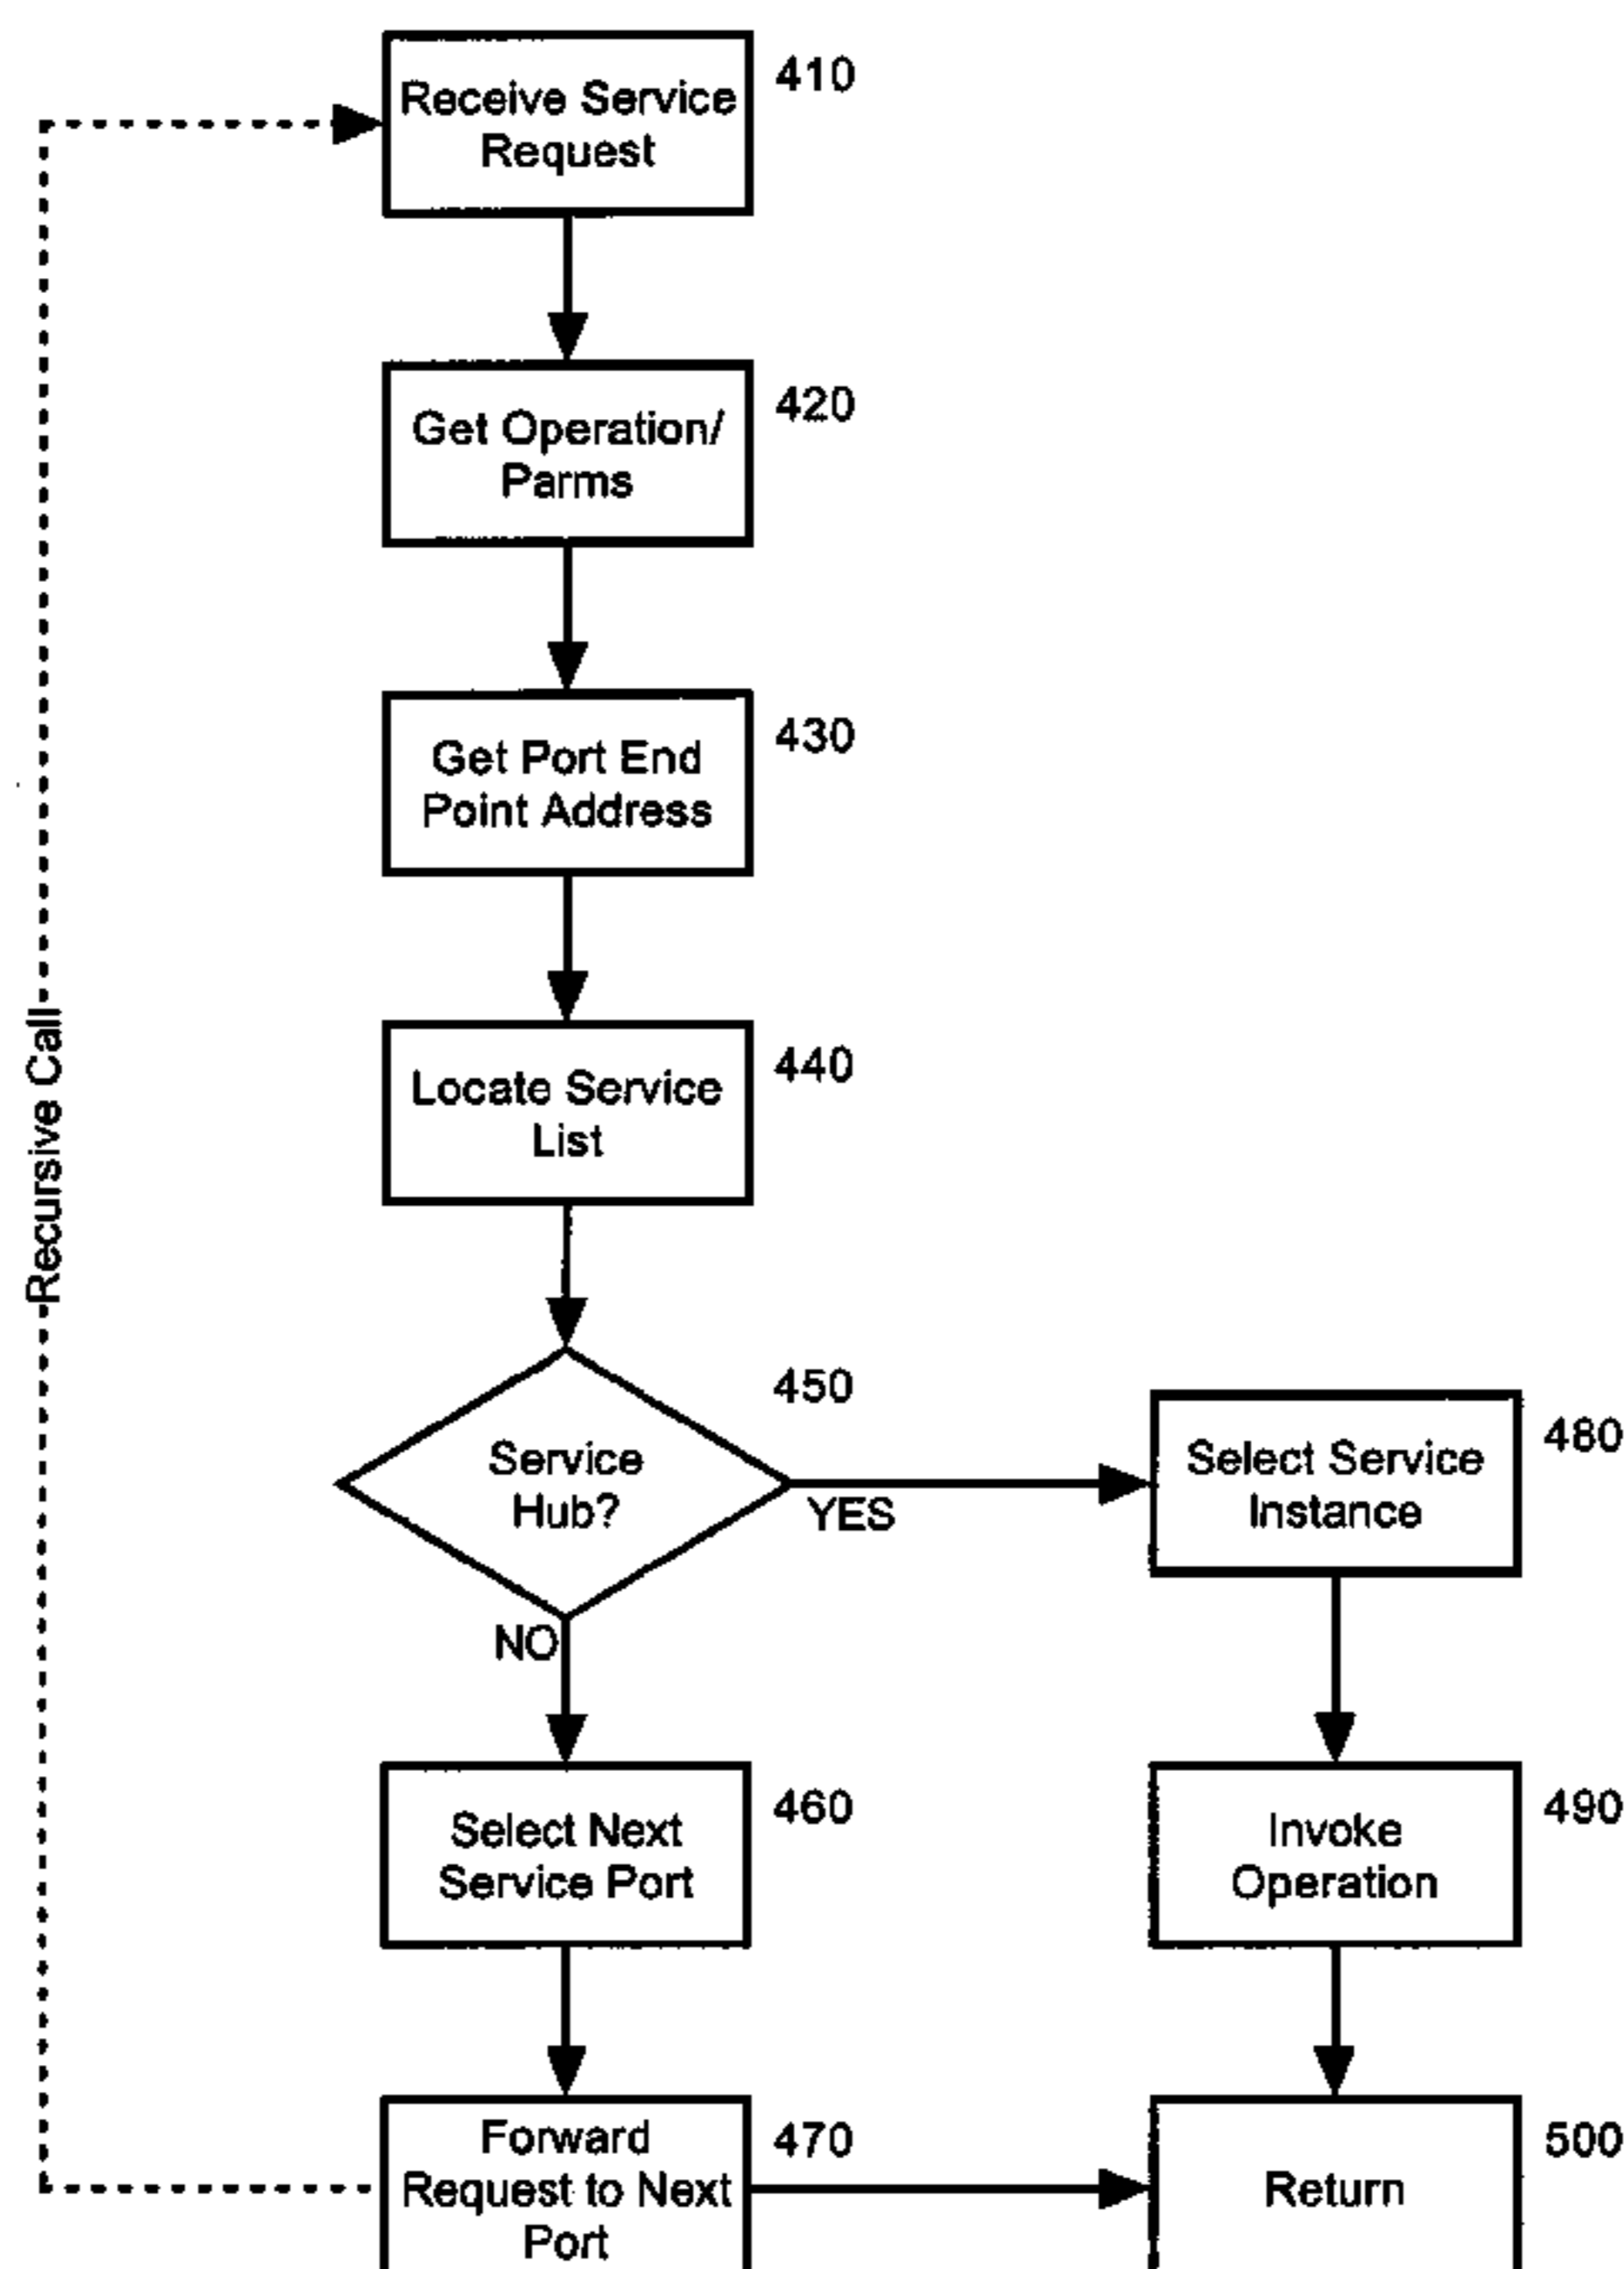 Receive Service
Request
410
Get Operation/
Parms
420
Get Port End
Point Address
430
Locate Service
List
440
Recursive Call
Service
Hub?
450
YES
NO
Select Service
Instance
480
Select Next
Service Port
460
Invoke
Operation
490
Forward
Request to Next
Port
470
Return
500